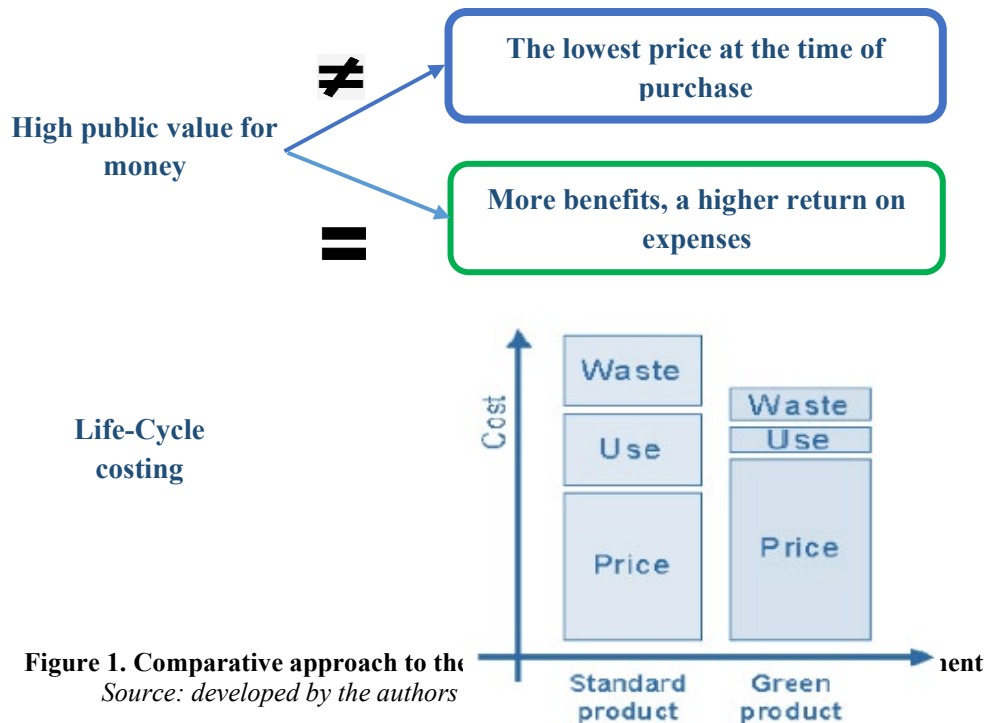 ≠
The lowest price at the time of
purchase
High public value for
money
More benefits, a higher return on
expenses
=
Life-Cycle
costing
Cost
Waste
Use
Price
Waste
Use
Price
Figure 1. Comparative approach to the
Source: developed by the authors
Standard
product
Green
product